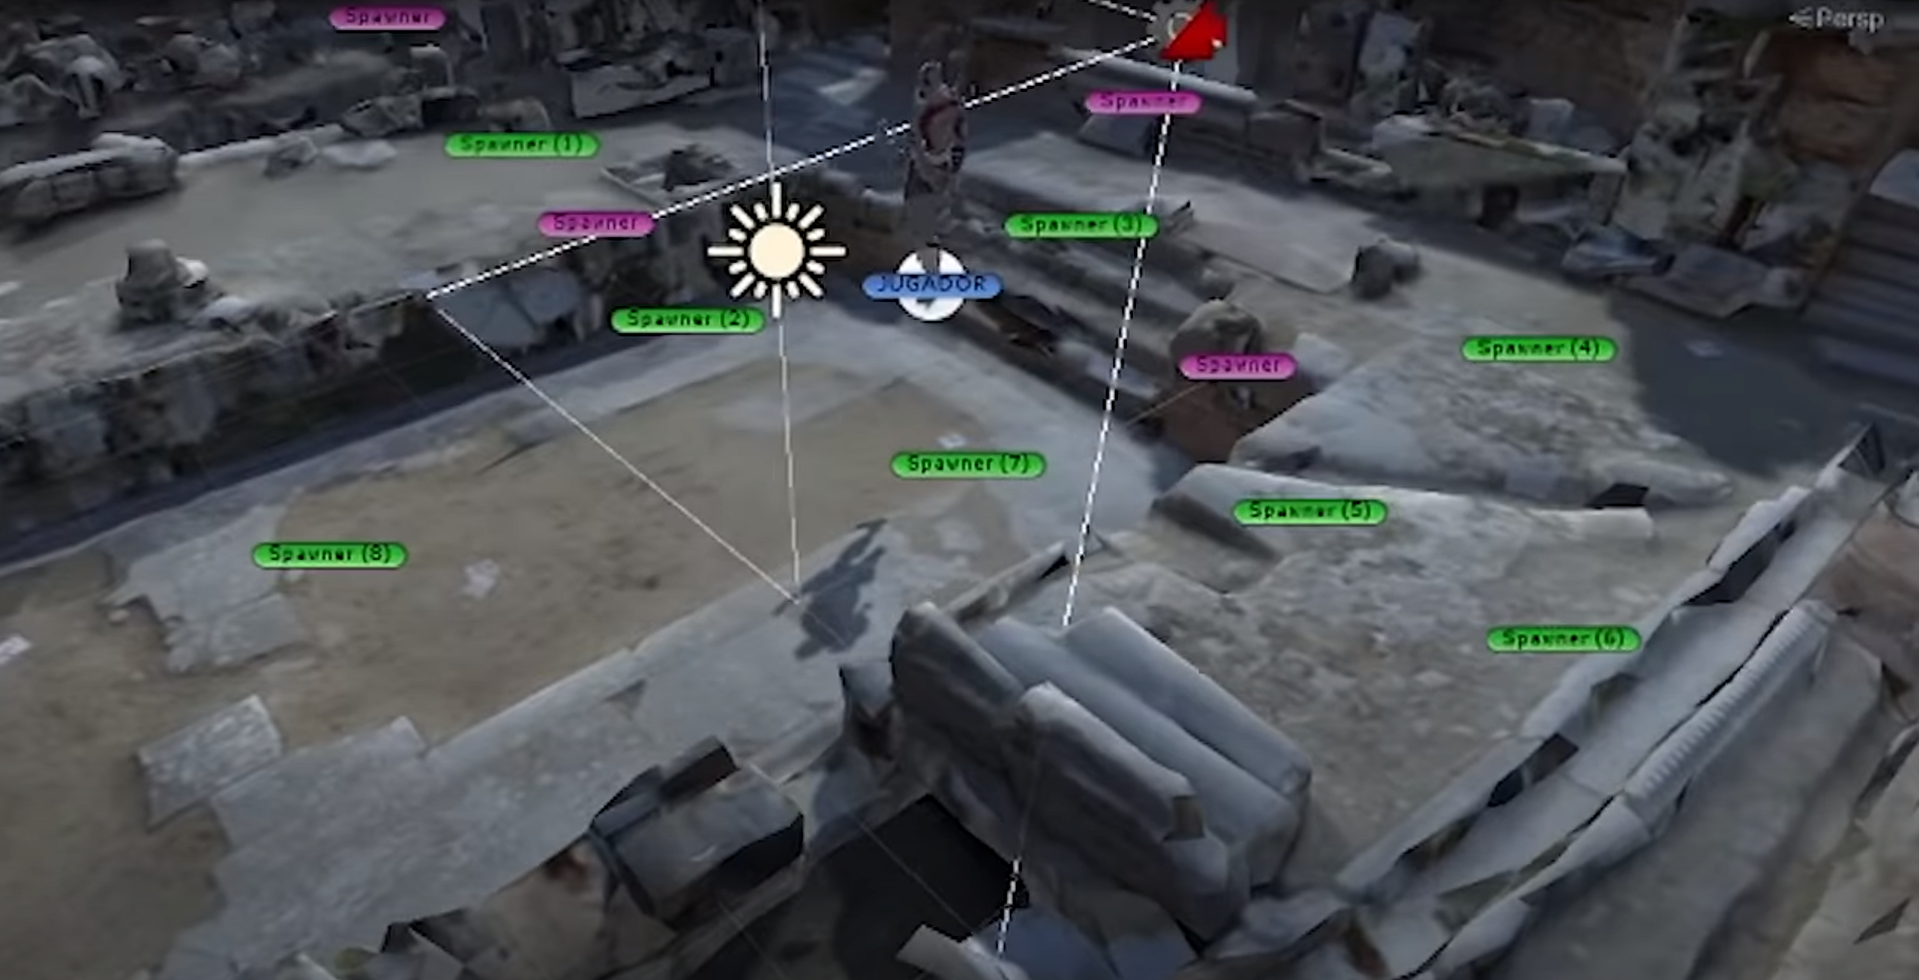 Spawner
Persp
Spawner
Spawner (1)
Spawner
Spawner (3)
JUGADOR
Spawner (2)
Spawner (4)
Spawner
Spawner (7)
Spawner (5)
Spawner (8)
Spawner (6)